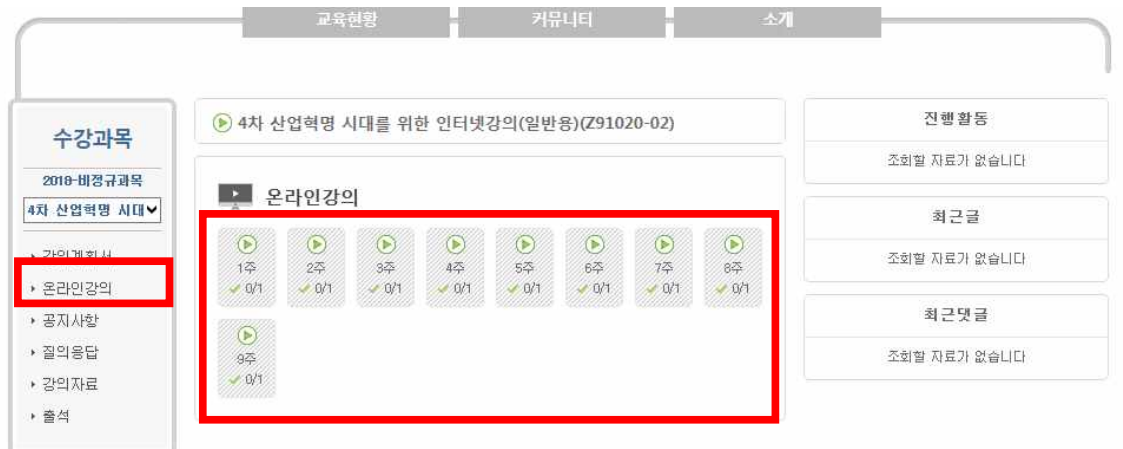 교육현황
커뮤니티
소개
수강과목
2018-비정규과목
4차 산업혁명 시대
강의계획서
온라인강의
공지사항
질의응답
강의자료
출석
4차 산업혁명 시대를 위한 인터넷강의(일반용)(Z91020-02)
온라인강의
1주 2주 3주 4주 5주 6주 7주 8주
0/1 0/1 0/1 0/1 0/1 0/1 0/1 0/1
9주
0/1
진행활동
조회할 자료가 없습니다
최근글
조회할 자료가 없습니다
최근댓글
조회할 자료가 없습니다